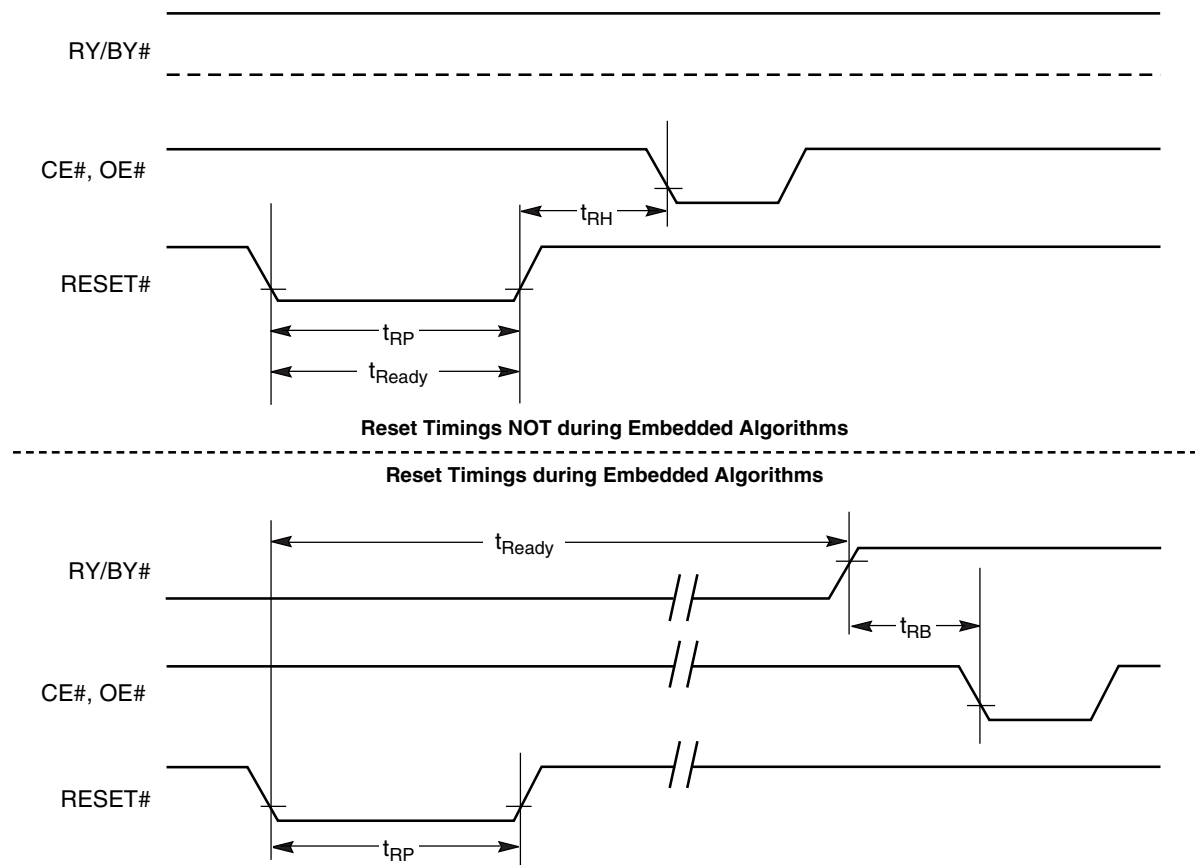 RY/BY#
CE#, OE#
tRH
RESET#
tRP
tReady
Reset Timings NOT during Embedded Algorithms
Reset Timings during Embedded Algorithms
tReady
RY/BY#
tRB
CE#, OE#
RESET#
tRP